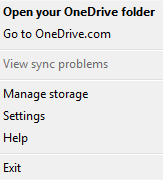 Open your OneDrive folder
Go to OneDrive.com
View sync problems
Manage storage
Settings
Help
Exit